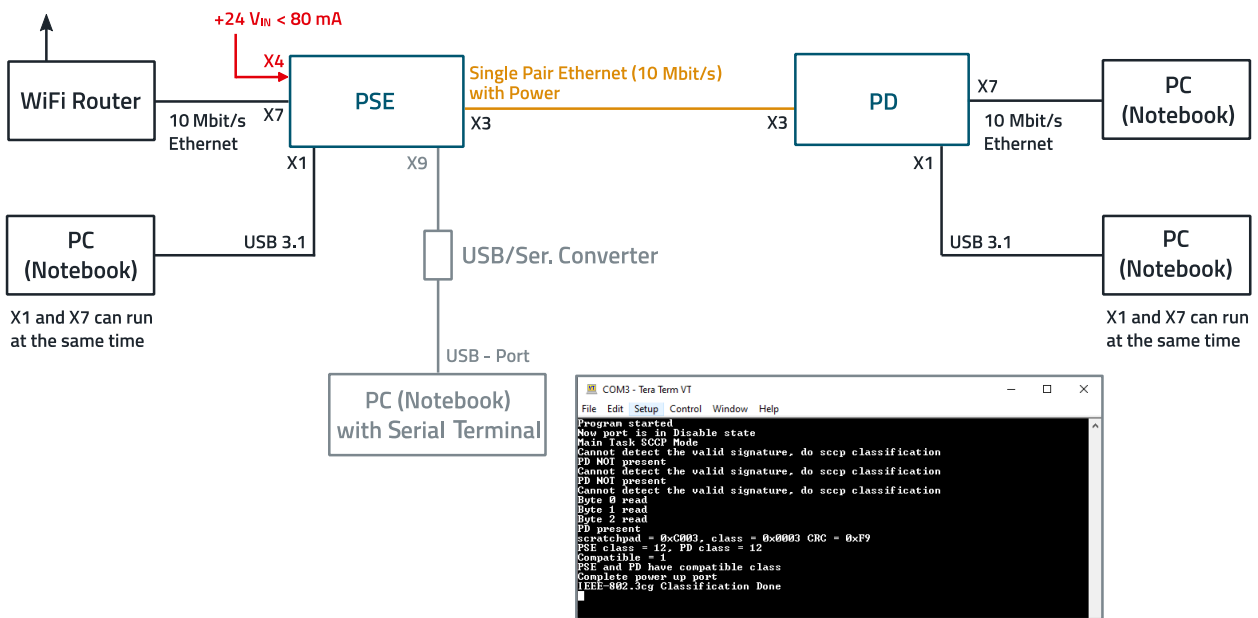 +24 VIN < 80 mA
X4
WiFi Router
PSE
Single Pair Ethernet (10 Mbit/s)
with Power
PD
X7
PC
(Notebook)
10 Mbit/s
Ethernet
X7
X3
X3
10 Mbit/s
Ethernet
X1
X9
X1
PC
(Notebook)
USB 3.1
USB/Ser. Converter
USB 3.1
PC
(Notebook)
X1 and X7 can run
at the same time
X1 and X7 can run
at the same time
USB - Port
PC (Notebook)
with Serial Terminal
COM3 - Tera Term VT
File Edit Setup Control Window Help
Program started
Now port is in Disable state
Main Task SCCP Mode
Cannot detect the valid signature, do sccp classification
PD NOT present
Cannot detect the valid signature, do sccp classification
PD NOT present
Cannot detect the valid signature, do sccp classification
Byte 0 read
Byte 1 read
Byte 2 read
PD present
scratchpad = 0xC003, class = 0x0003 CRC = 0xF9
PSE class = 12, PD class = 12
Compatible = 1
PSE and PD have compatible class
Complete power up port
IEEE-802.3cg Classification Done